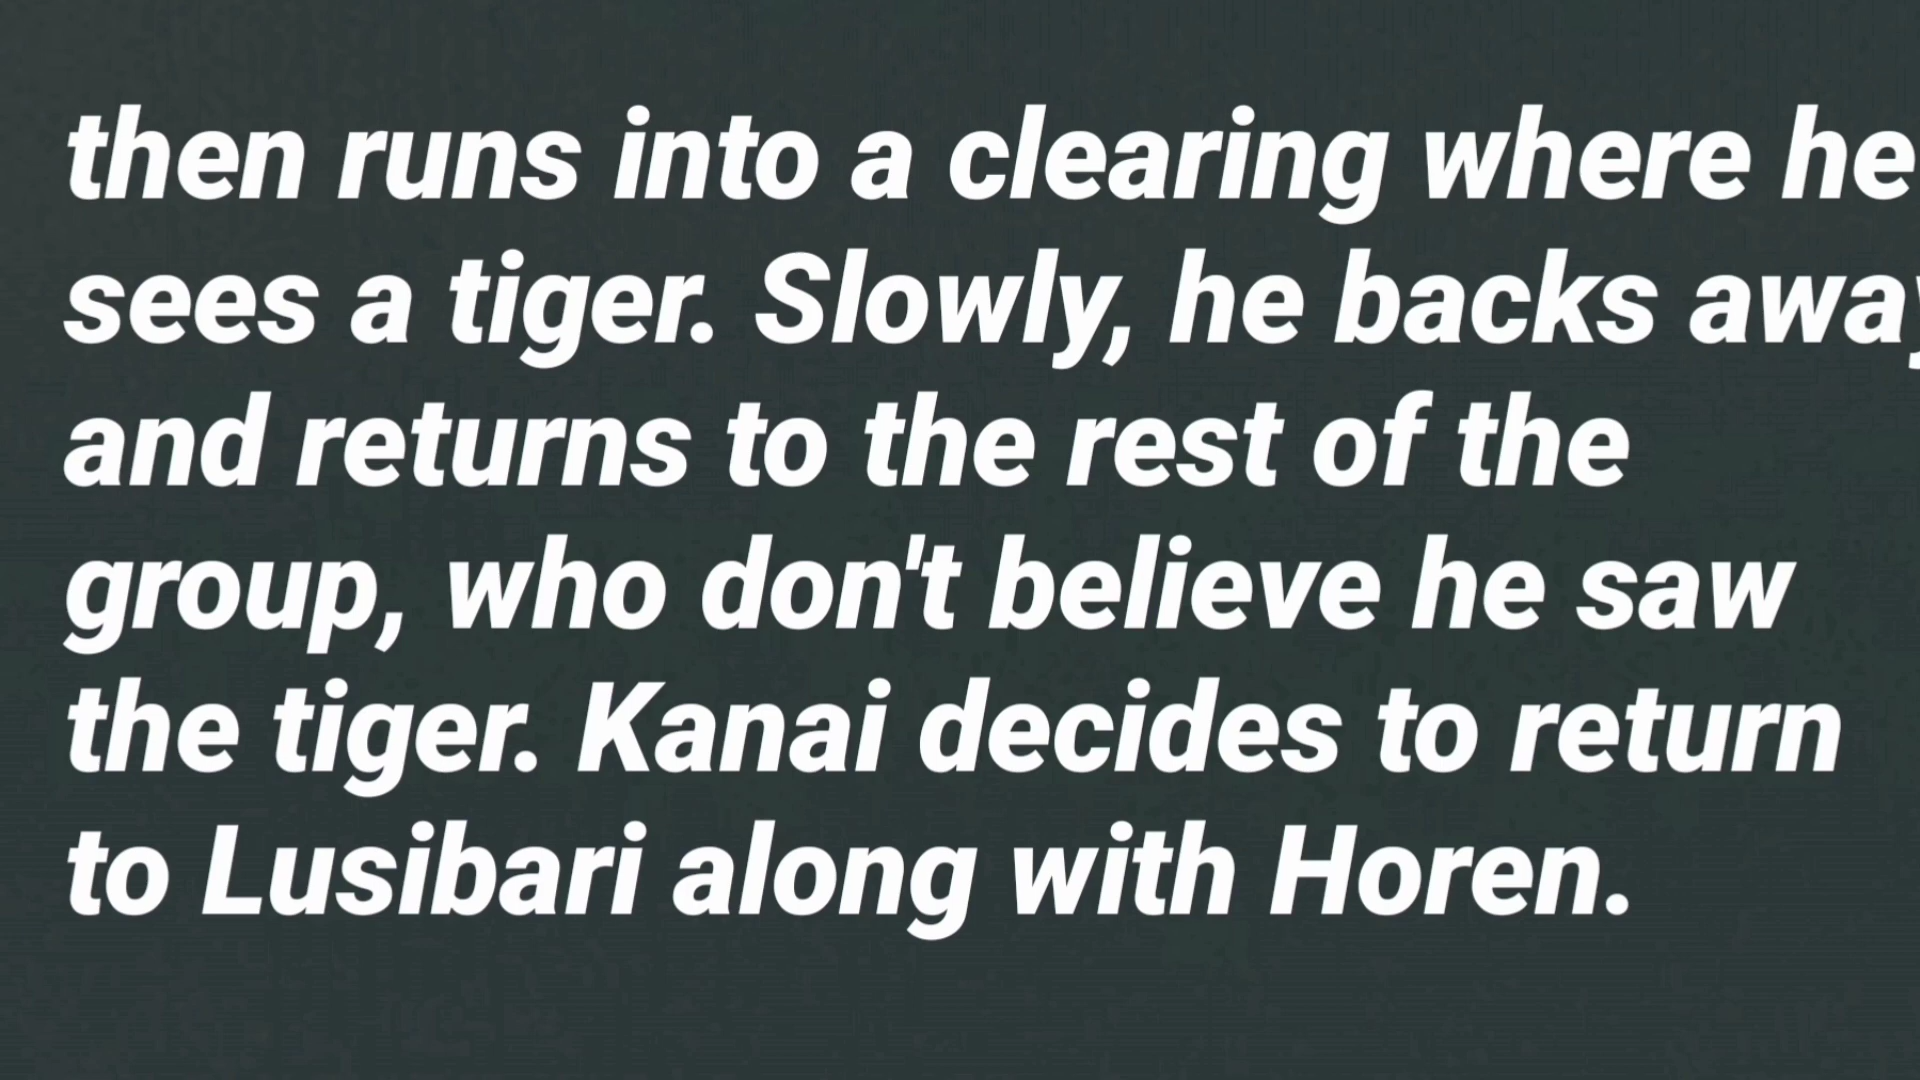 then runs into a clearing where he
sees a tiger. Slowly, he backs away
and returns to the rest of the
group, who don't believe he saw
the tiger. Kanai decides to return
to Lusibari along with Horen.